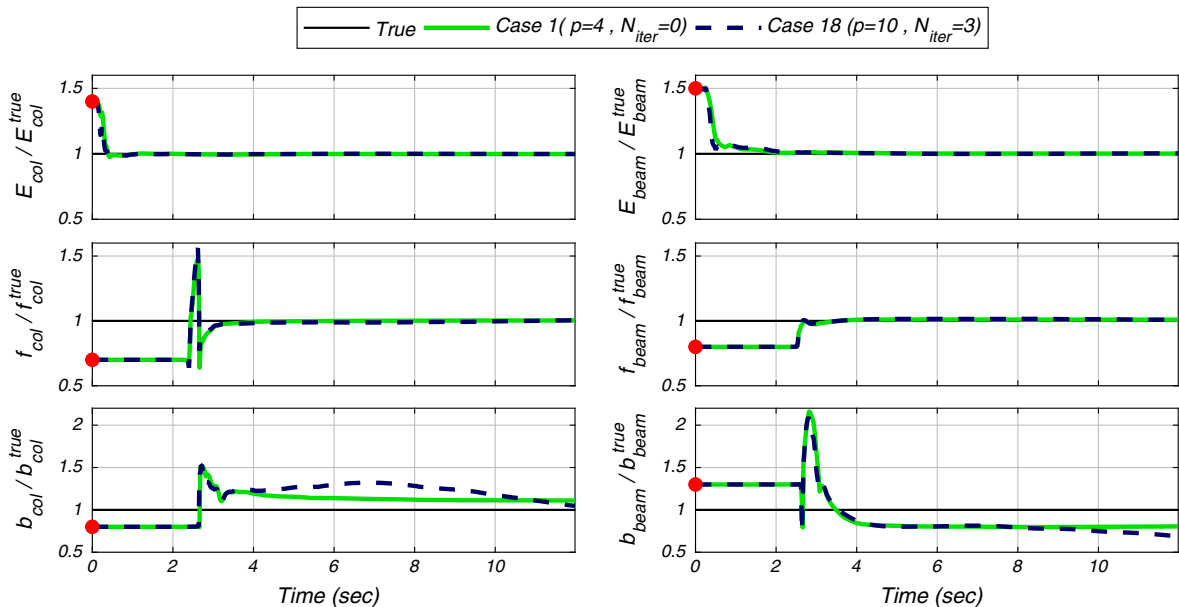 True Case 1( p=4 , N_iter=0) Case 18 (p=10 , N_iter=3)
E_col / E_col^true
1.5
1
0.5
E_beam / E_beam^true
1.5
1
0.5
f_col / f_col^true
1.5
1
0.5
f_beam / f_beam^true
1.5
1
0.5
b_col / b_col^true
2
1.5
1
0.5
0 2 4 6 8 10
Time (sec)
b_beam / b_beam^true
2
1.5
1
0.5
0 2 4 6 8 10
Time (sec)